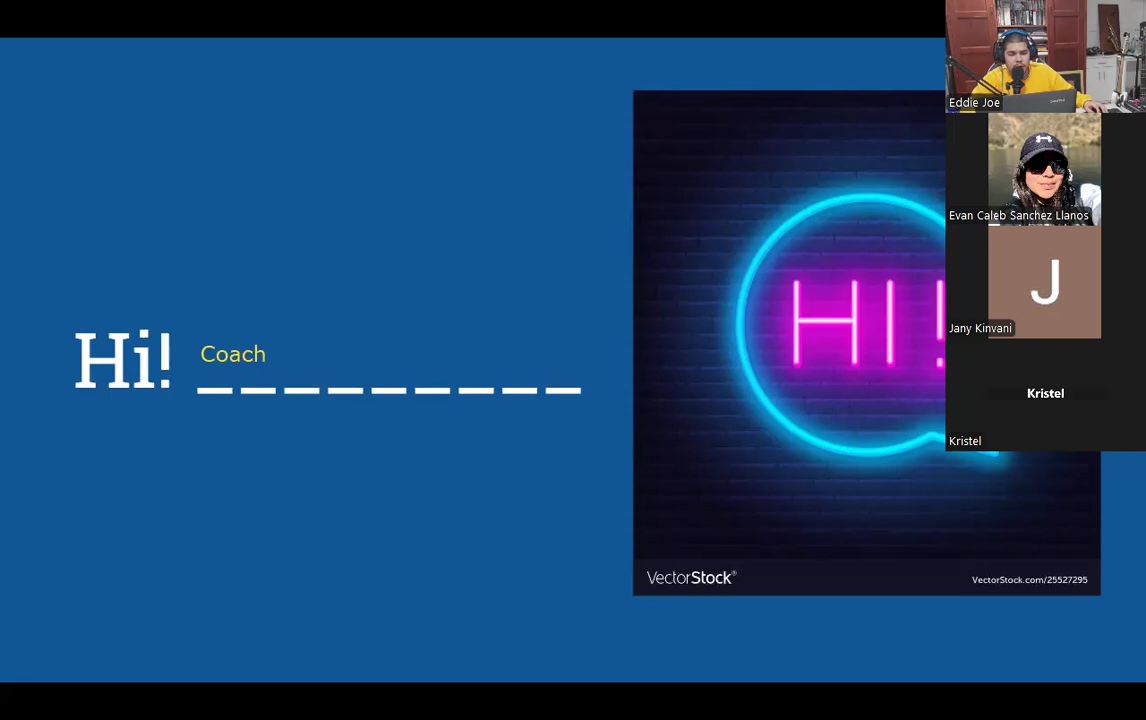 Hi! Coach
_ _ _ _ _ _ _ _ _
HI!
VectorStock®
VectorStock.com/25527295
Eddie Joe
Evan Caleb Sanchez Llanos
J
Jany Kinvani
Kristel
Kristel